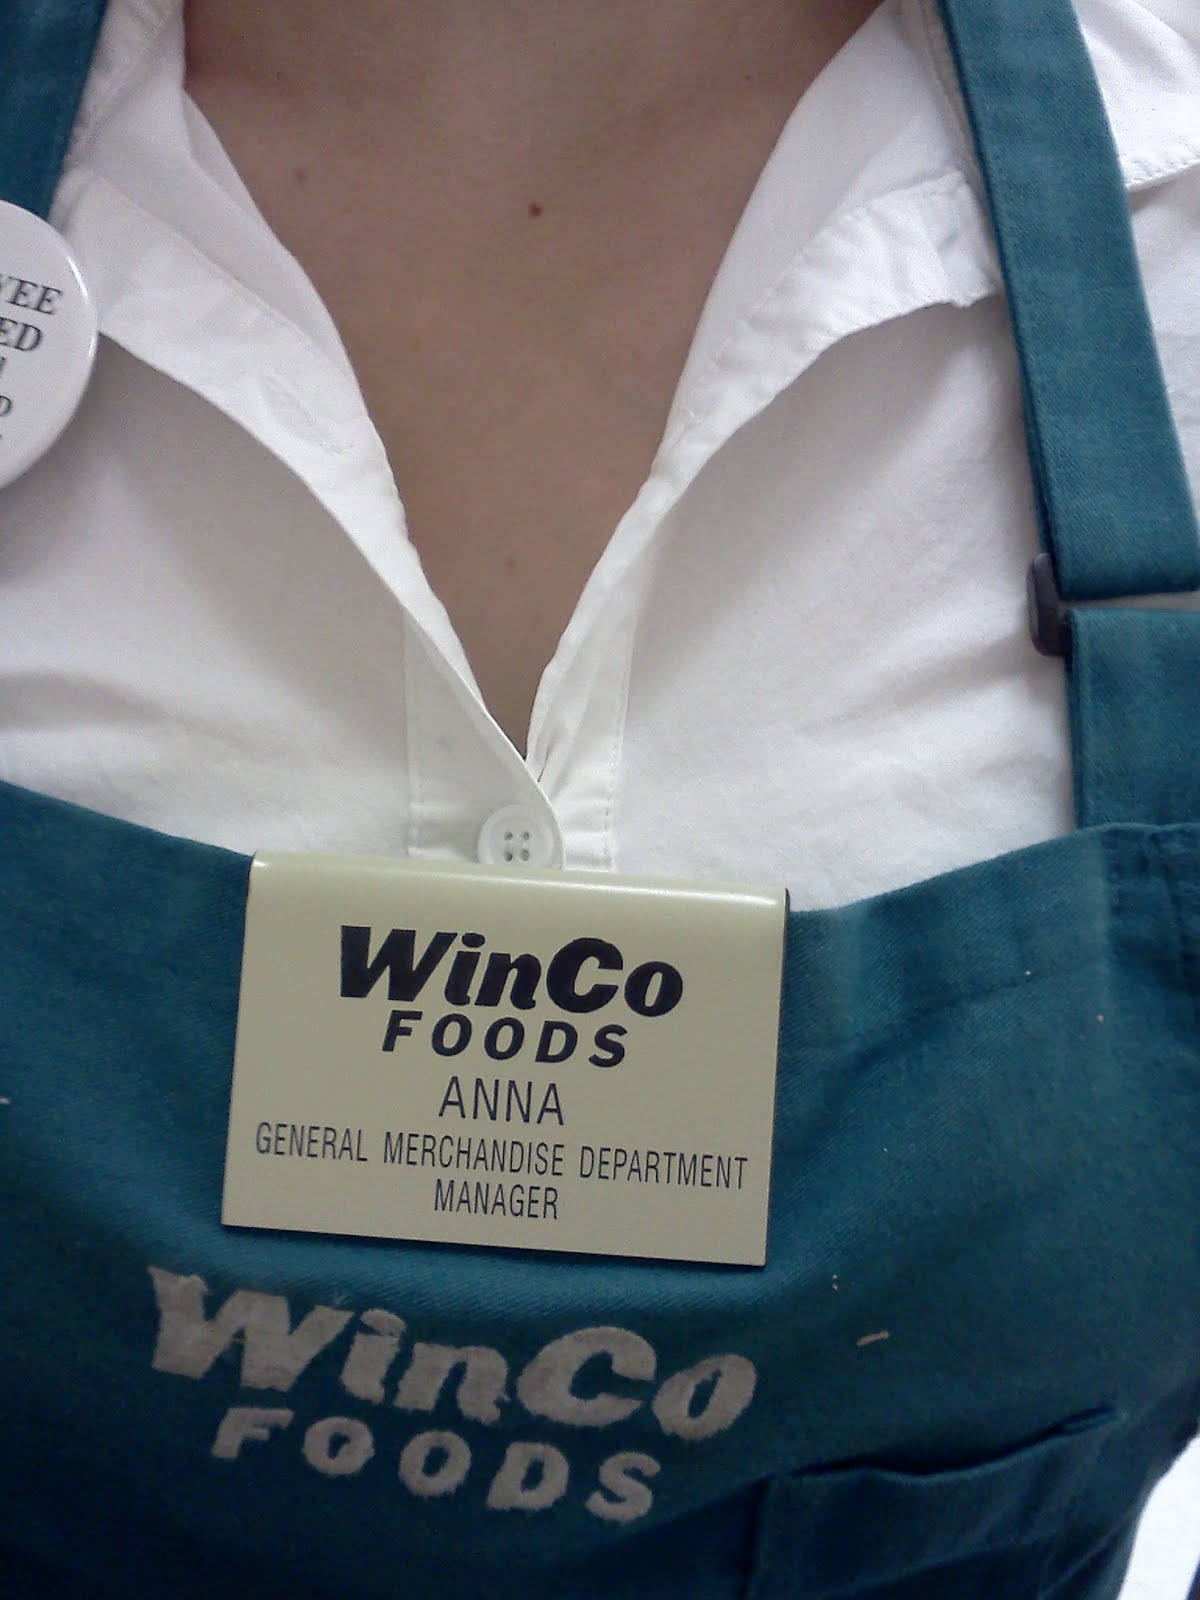 WinCo
FOODS
ANNA
GENERAL MERCHANDISE DEPARTMENT
MANAGER
WinCo
FOODS